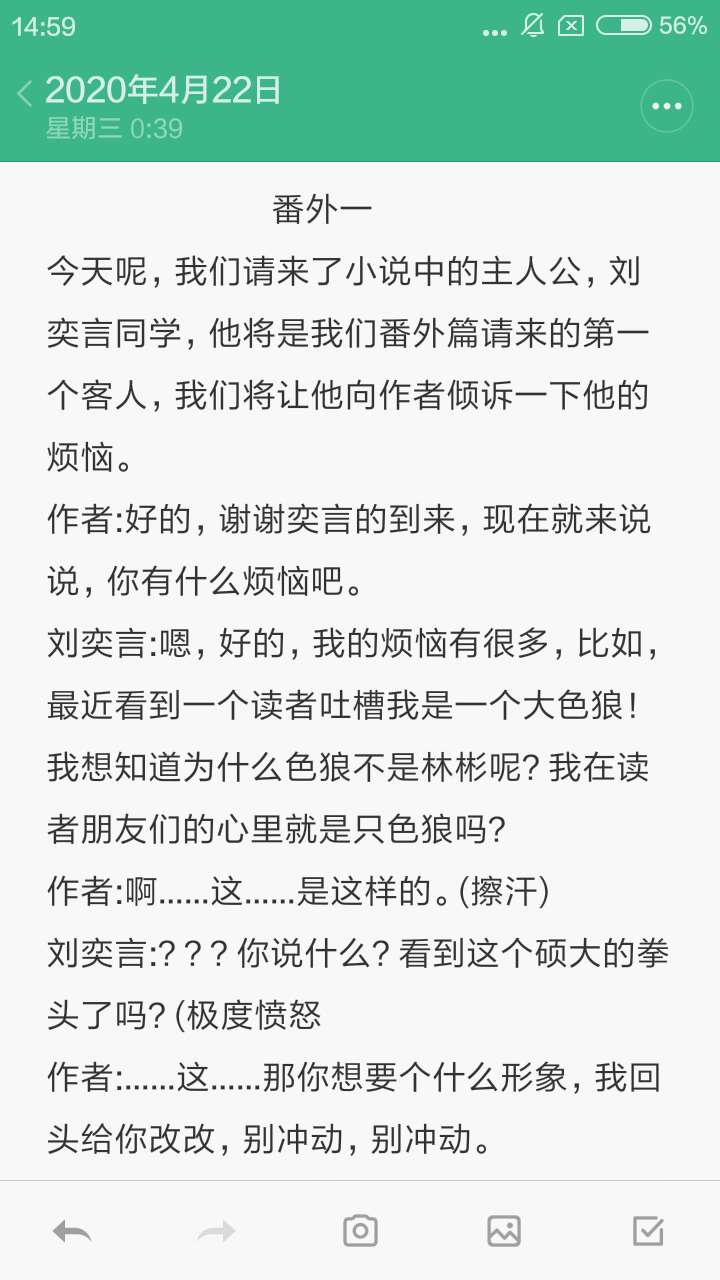 14:59
56%
2020年4月22日
星期三 0:39
番外一
今天呢，我们请来了小说中的主人公，刘
奕言同学，他将是我们番外篇请来的第一
个客人，我们将让他向作者倾诉一下他的
烦恼。
作者:好的，谢谢奕言的到来，现在就来说
说，你有什么烦恼吧。
刘奕言:嗯，好的，我的烦恼有很多，比如，
最近看到一个读者吐槽我是一个大色狼！
我想知道为什么色狼不是林彬呢？我在读
者朋友们的心里就是只色狼吗？
作者:啊……这……是这样的。(擦汗)
刘奕言:？？？你说什么？看到这个硕大的拳
头了吗？(极度愤怒
作者:……这……那你想要个什么形象，我回
头给你改改，别冲动，别冲动。